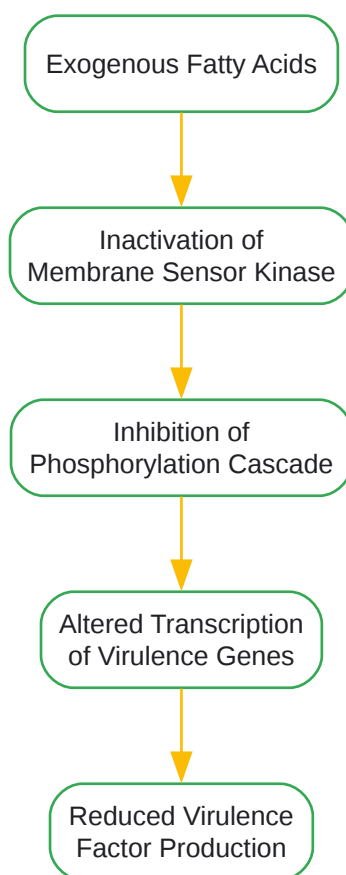 Exogenous Fatty Acids
Inactivation of
Membrane Sensor Kinase
Inhibition of
Phosphorylation Cascade
Altered Transcription
of Virulence Genes
Reduced Virulence
Factor Production